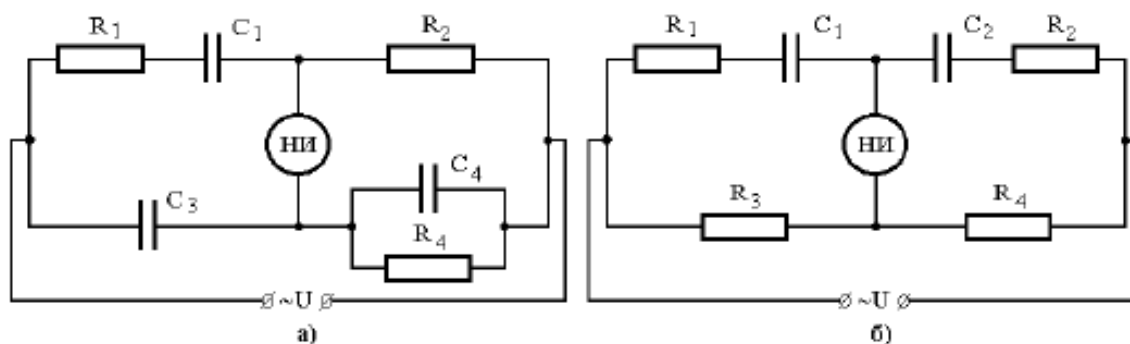 R1 C1 R2 R1 C1 C2 R2
НИ НИ
C4
C3 R3 R4
R4
~U ~U
а) б)